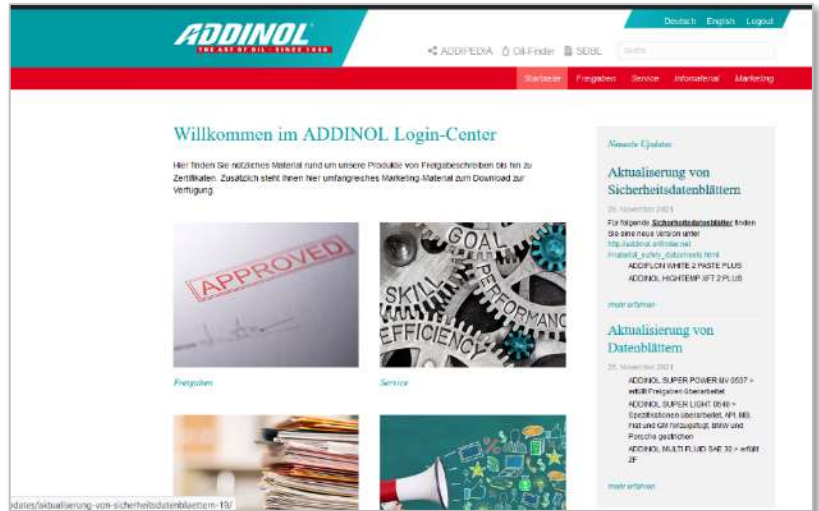 ADDINOL
THE ART OF OIL · SINCE 1936
Deutsch English Logout
ADDIPEDIA Oil-Finder SDBL Suche
Startseite Freigaben Service Infomaterial Marketing
Willkommen im ADDINOL Login-Center
Hier finden Sie nützliches Material rund um unsere Produkte von Freigabeschreiben bis hin zu
Zertifikaten. Zusätzlich steht Ihnen hier umfangreiches Marketing-Material zum Download zur
Verfügung.
APPROVED
GOAL
SKILL
PERFORMANC
EFFICIENCY
Freigaben
Service
Neueste Updates
Aktualiserung von
Sicherheitsdatenblättern
26. November 2021
Für folgende Sicherheitsdatenblätter finden
Sie eine neue Version unter
http://addinol.oilfinder.net
/material_safety_datasheets.html
ADDIFLON WHITE 2 PASTE PLUS
ADDINOL HIGHTEMP XFT 2 PLUS
mehr erfahren
Aktualisierung von
Datenblättern
26. November 2021
ADDINOL SUPER POWER MV 0537 >
erfüllt Freigaben überarbeitet
ADDINOL SUPER LIGHT 0540 >
Spezifikationen überarbeitet, API, MB,
Fiat und GM hinzugefügt, BMW und
Porsche gestrichen
ADDINOL MULTI FLUID SAE 30 > erfüllt
ZF
mehr erfahren
pdates/aktualiserung-von-sicherheitsdatenblaettern-19/